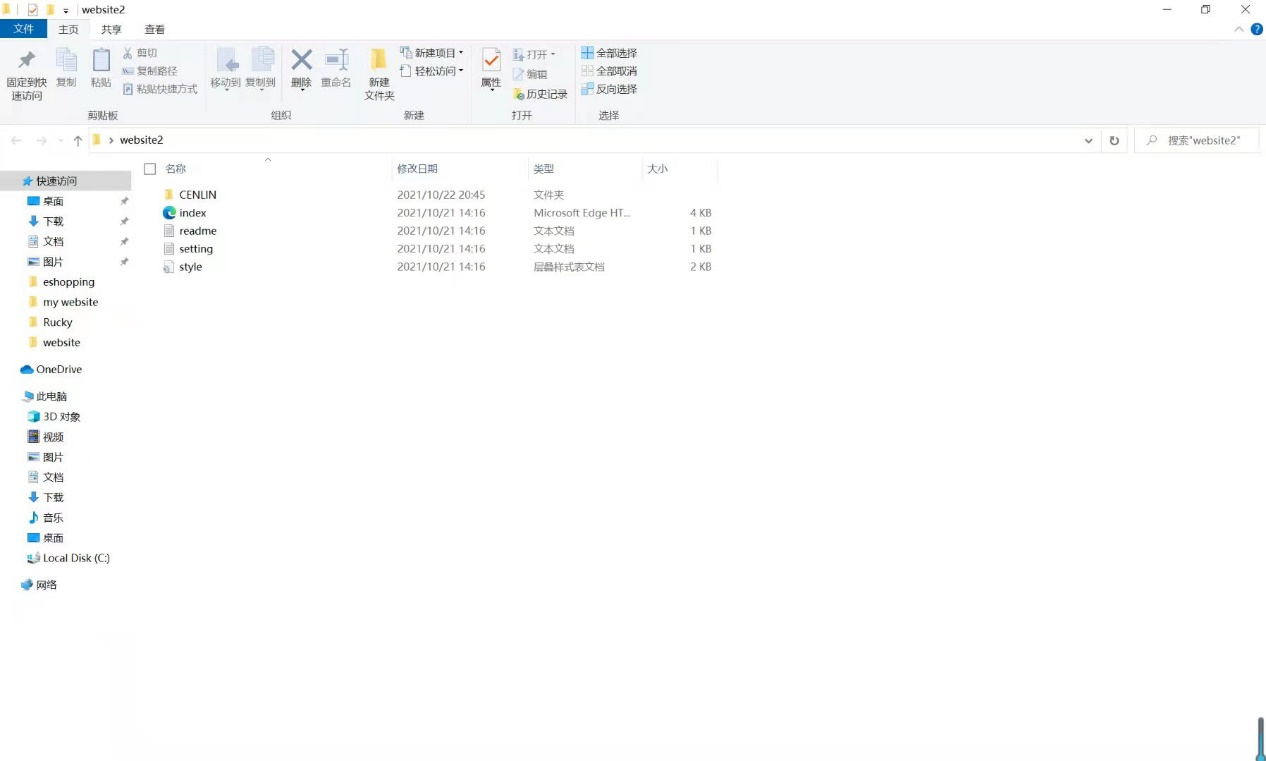 website2
文件 主页 共享 查看
固定到快速访问
复制
粘贴
剪切
复制路径
粘贴快捷方式
剪贴板
移动到 复制到 删除 重命名
组织
新建文件夹
新建项目
轻松访问
新建
属性
打开
编辑
历史记录
打开
全部选择
全部取消
反向选择
选择
website2
搜索"website2"
名称 修改日期 类型 大小
CENLIN 2021/10/22 20:45 文件夹
index 2021/10/21 14:16 Microsoft Edge HT... 4 KB
readme 2021/10/21 14:16 文本文档 1 KB
setting 2021/10/21 14:16 文本文档 1 KB
style 2021/10/21 14:16 层叠样式表文档 2 KB
快速访问
桌面
下载
文档
图片
eshopping
my website
Rucky
website
OneDrive
此电脑
3D 对象
视频
图片
文档
下载
音乐
桌面
Local Disk (C:)
网络